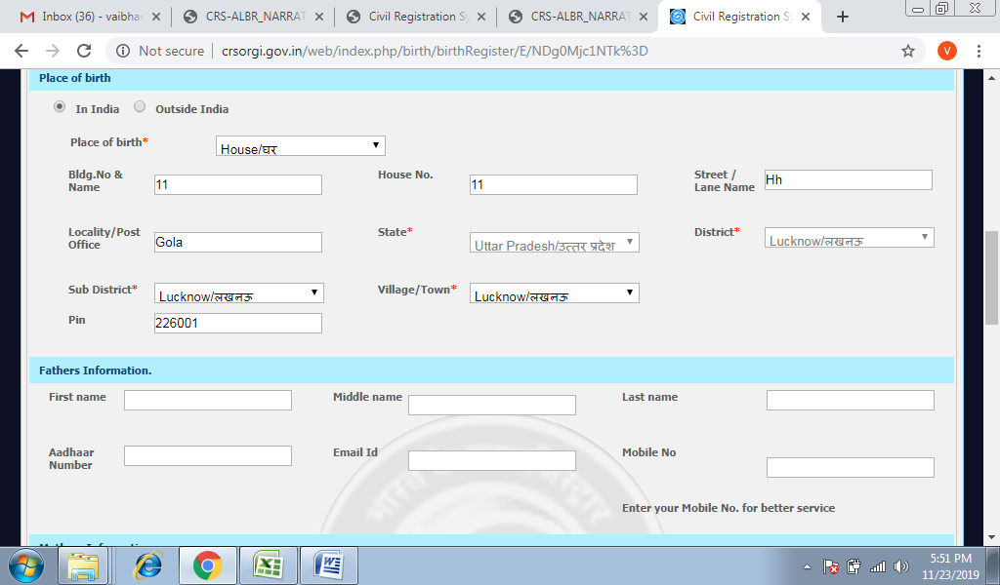 Inbox (36) - vaibhav
CRS-ALBR_NARRAT
Civil Registration Sy
CRS-ALBR_NARRAT
Civil Registration Sy
Not secure
crsorgi.gov.in/web/index.php/birth/birthRegister/E/NDg0Mjc1NTk%3D
V
Place of birth
In India Outside India
Place of birth* House/घर
Bldg.No & Name 11 House No. 11 Street / Lane Name Hh
Locality/Post Office Gola State* Uttar Pradesh/उत्तर प्रदेश District* Lucknow/लखनऊ
Sub District* Lucknow/लखनऊ Village/Town* Lucknow/लखनऊ
Pin 226001
Fathers Information.
First name Middle name Last name
Aadhaar Number Email Id Mobile No
Enter your Mobile No. for better service
5:51 PM
11/23/2019